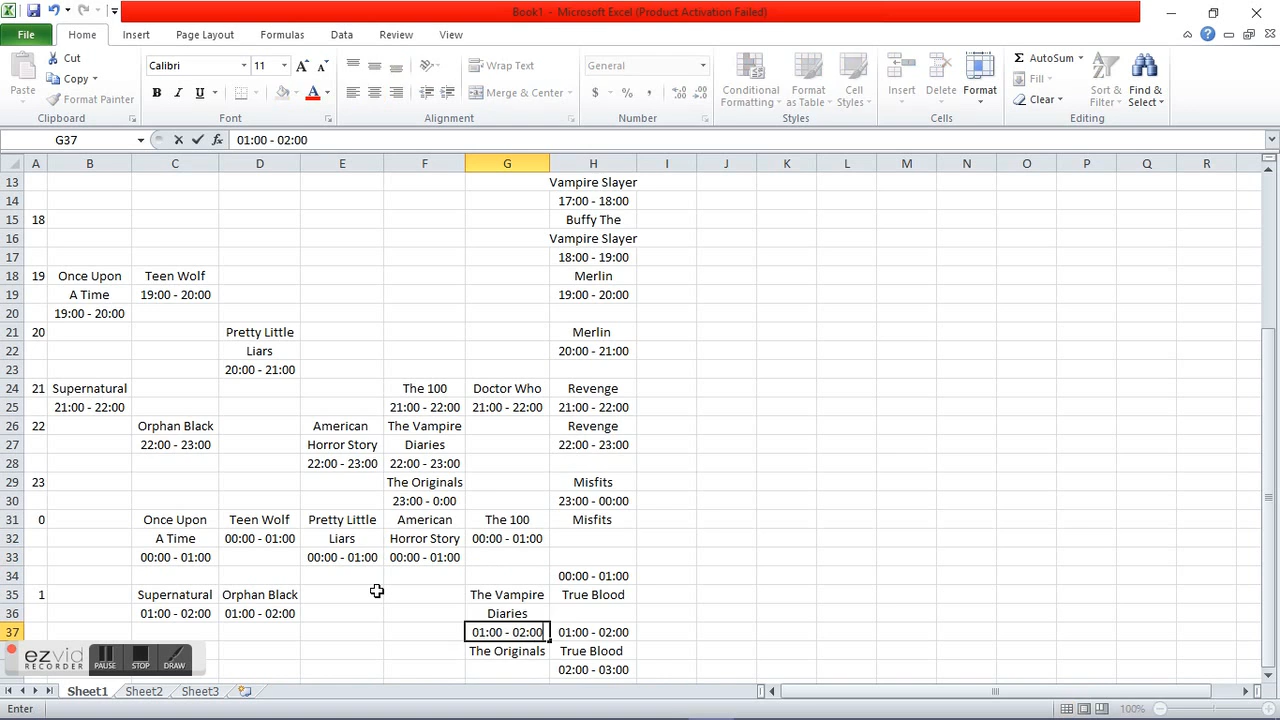 Book1 - Microsoft Excel (Product Activation Failed)
File Home Insert Page Layout Formulas Data Review View
Paste Cut Copy Format Painter Clipboard
Calibri 11 B I U A Font
Wrap Text Merge & Center Alignment
General $ % , Number
Conditional Formatting Format as Table Cell Styles Styles
Insert Delete Format Cells
AutoSum Fill Clear Sort & Filter Find & Select Editing
G37 fx 01:00 - 02:00
A B C D E F G H I J K L M N O P Q R
13 Vampire Slayer
14 17:00 - 18:00
15 18 Buffy The
16 Vampire Slayer
17 18:00 - 19:00
18 19 Once Upon Teen Wolf Merlin
19 A Time 19:00 - 20:00 19:00 - 20:00
20 19:00 - 20:00
21 20 Pretty Little Merlin
22 Liars 20:00 - 21:00
23 20:00 - 21:00
24 21 Supernatural The 100 Doctor Who Revenge
25 21:00 - 22:00 21:00 - 22:00 21:00 - 22:00 21:00 - 22:00
26 22 Orphan Black American The Vampire Revenge
27 22:00 - 23:00 Horror Story Diaries 22:00 - 23:00
28 22:00 - 23:00 22:00 - 23:00
29 23 The Originals Misfits
30 23:00 - 0:00 23:00 - 00:00
31 0 Once Upon Teen Wolf Pretty Little American The 100 Misfits
32 A Time 00:00 - 01:00 Liars Horror Story 00:00 - 01:00
33 00:00 - 01:00 00:00 - 01:00 00:00 - 01:00
34 00:00 - 01:00
35 1 Supernatural Orphan Black The Vampire True Blood
36 01:00 - 02:00 01:00 - 02:00 Diaries
37 01:00 - 02:00 01:00 - 02:00
The Originals True Blood
02:00 - 03:00
ezvid RECORDER PAUSE STOP DRAW
Sheet1 Sheet2 Sheet3
Enter 100%